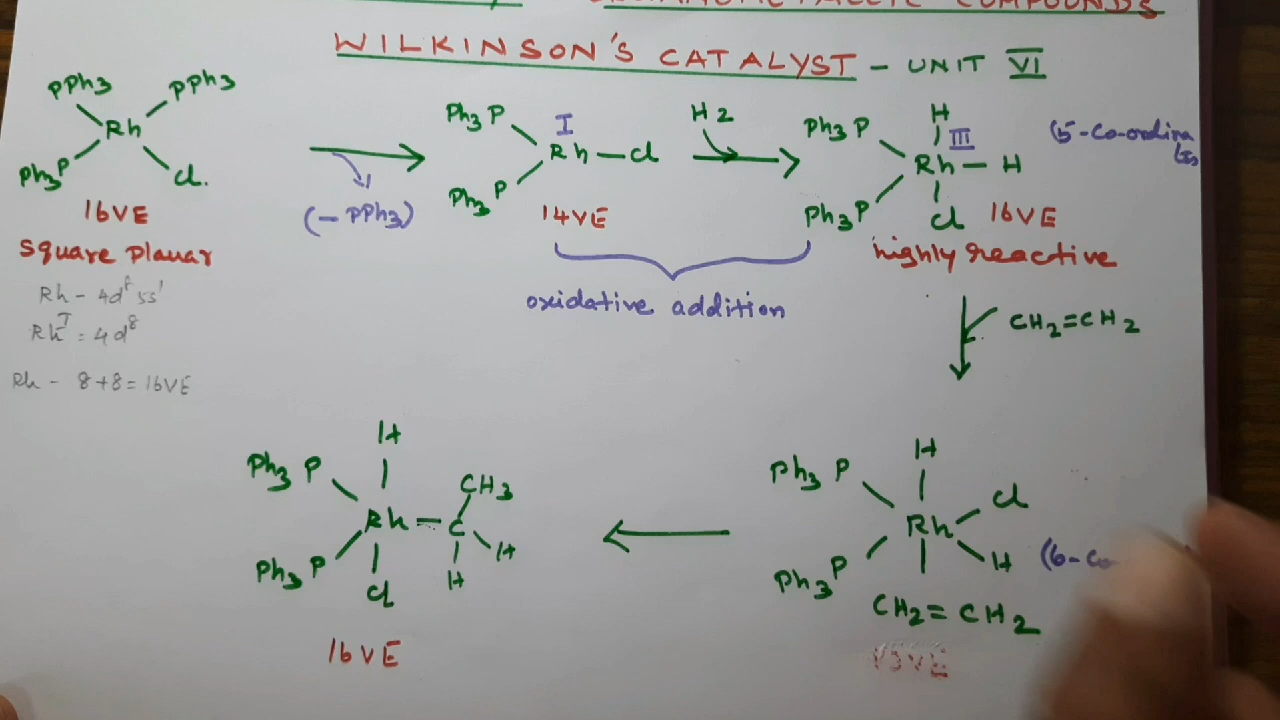 COMPOUNDS
WILKINSON'S CATALYST - UNIT VI
PPh3 PPh3
Rh
Ph3P Cl.
16VE
Square Planar
Rh - 4d8 5s1
RhI = 4d8
Rh - 8+8=16VE
(- PPh3)
Ph3P I
Rh-Cl
Ph3P
14VE
H2
Ph3P H
III
Rh-H
Ph3P Cl 16VE
highly reactive
oxidative addition
CH2=CH2
H
Ph3P Cl
Rh
Ph3P H
CH2=CH2
H
Ph3P CH3
Rh-C
Ph3P Cl H H
16VE